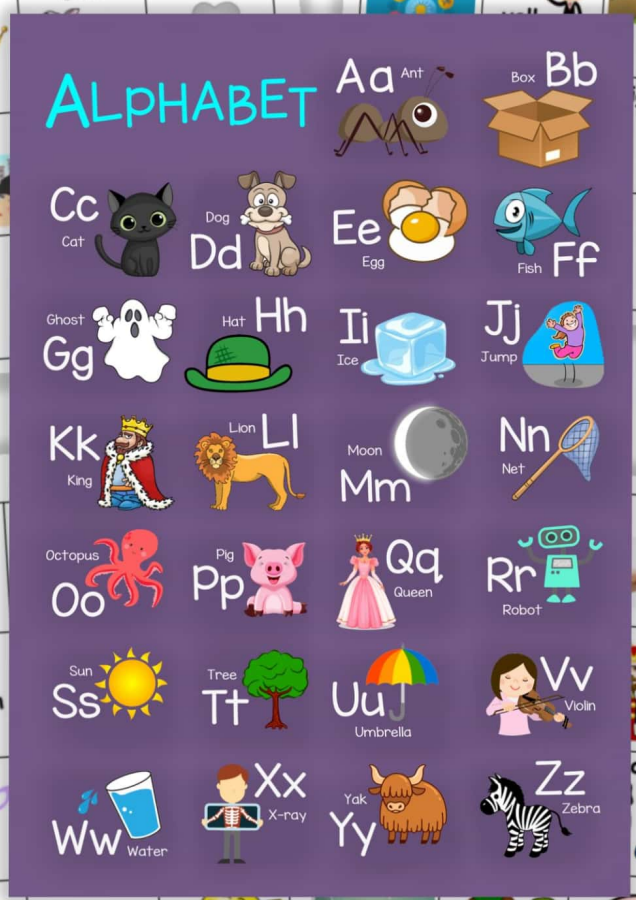 ALPHABET
Aa
Ant
Box
Bb
Cc
Cat
Dog
Dd
Ee
Egg
Fish
Ff
Ghost
Gg
Hat
Hh
Ii
Ice
Jj
Jump
Kk
King
Lion
Ll
Moon
Mm
Nn
Net
Octopus
Oo
Pig
Pp
Qq
Queen
Rr
Robot
Sun
Ss
Tree
Tt
Uu
Umbrella
Vv
Violin
Ww
Water
Xx
X-ray
Yak
Yy
Zz
Zebra